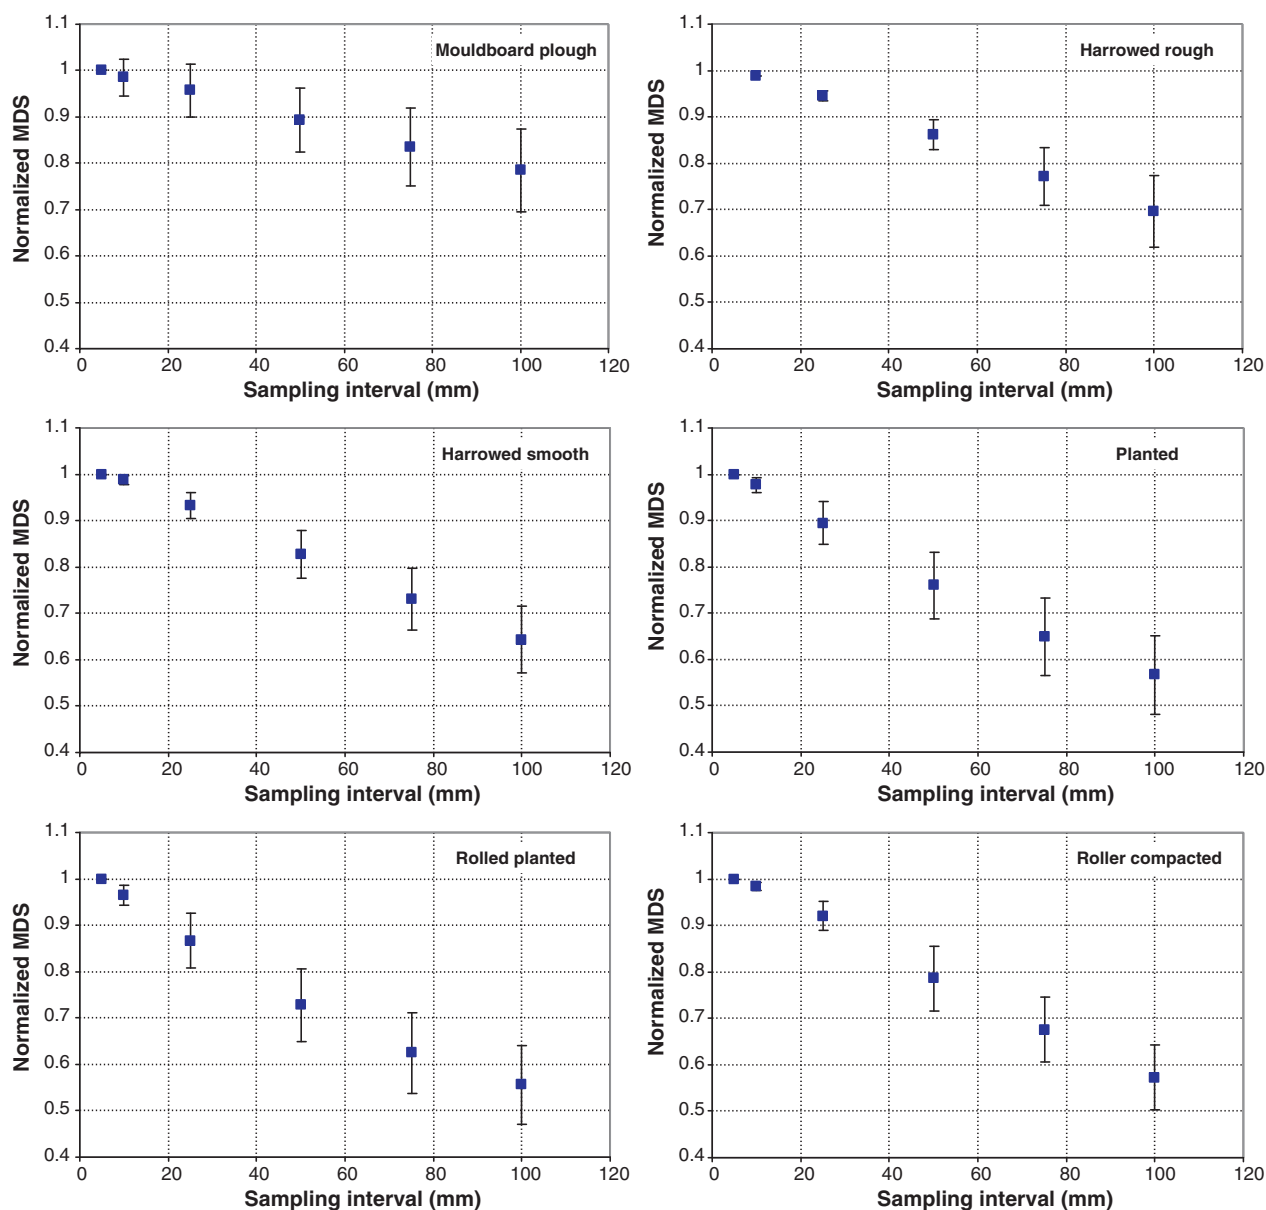 1.1
1
0.9
0.8
0.7
0.6
0.5
0.4
Normalized MDS
Mouldboard plough
0 20 40 60 80 100 120
Sampling interval (mm)
1.1
1
0.9
0.8
0.7
0.6
0.5
0.4
Normalized MDS
Harrowed rough
0 20 40 60 80 100 120
Sampling interval (mm)
1.1
1
0.9
0.8
0.7
0.6
0.5
0.4
Normalized MDS
Harrowed smooth
0 20 40 60 80 100 120
Sampling interval (mm)
1.1
1
0.9
0.8
0.7
0.6
0.5
0.4
Normalized MDS
Planted
0 20 40 60 80 100 120
Sampling interval (mm)
1.1
1
0.9
0.8
0.7
0.6
0.5
0.4
Normalized MDS
Rolled planted
0 20 40 60 80 100 120
Sampling interval (mm)
1.1
1
0.9
0.8
0.7
0.6
0.5
0.4
Normalized MDS
Roller compacted
0 20 40 60 80 100 120
Sampling interval (mm)